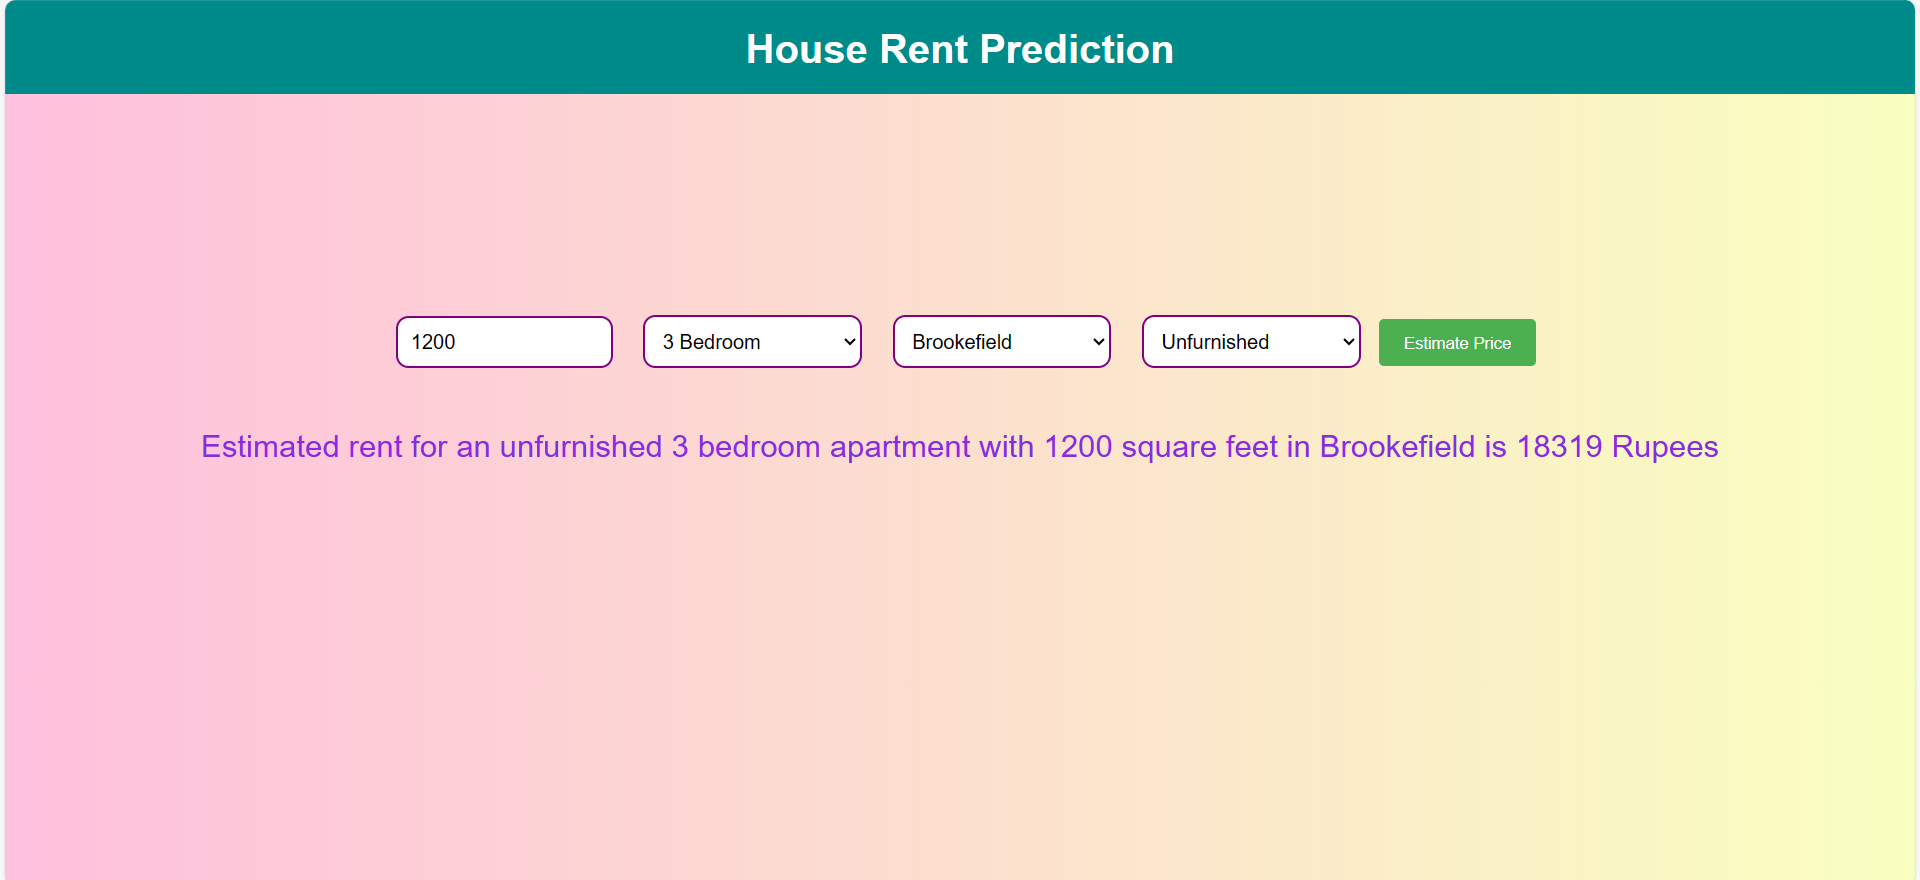 House Rent Prediction
1200 3 Bedroom Brookefield Unfurnished Estimate Price
Estimated rent for an unfurnished 3 bedroom apartment with 1200 square feet in Brookefield is 18319 Rupees